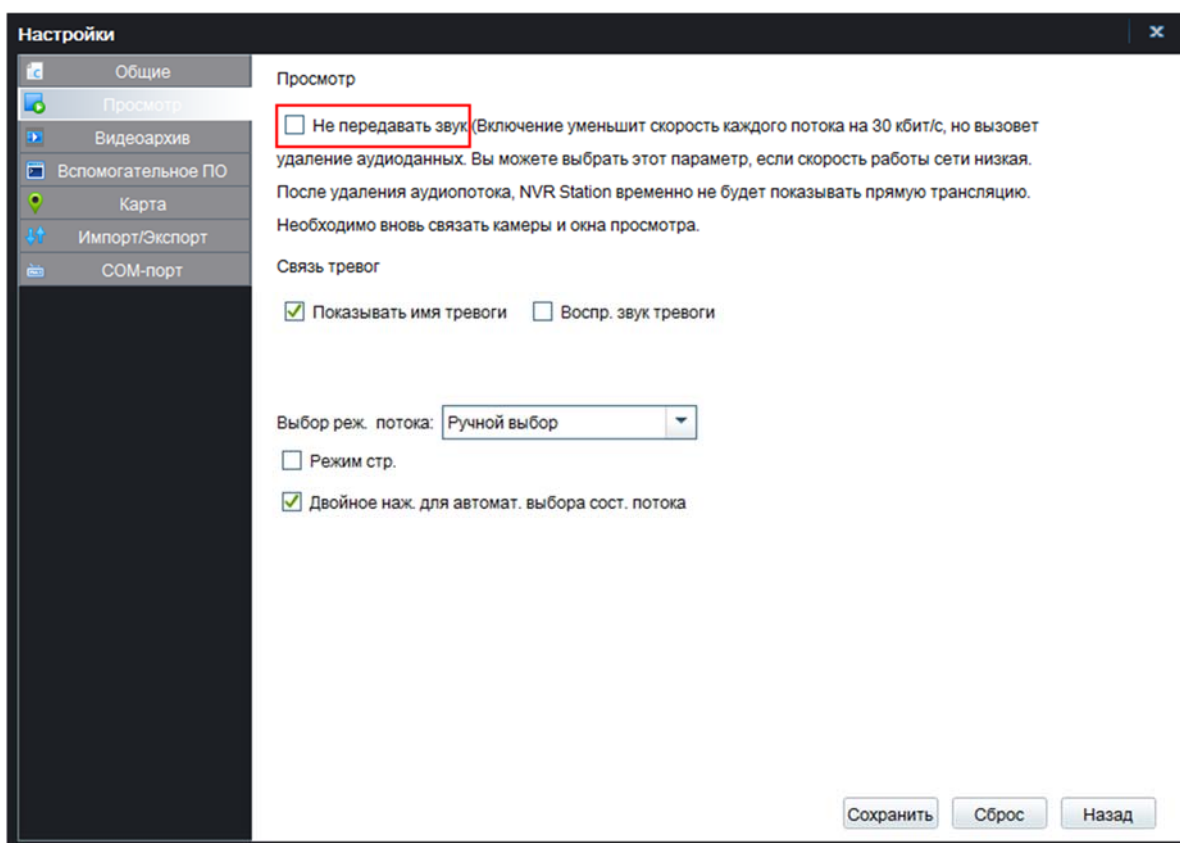 Настройки
Общие
Просмотр
Видеоархив
Вспомогательное ПО
Карта
Импорт/Экспорт
COM-порт
Просмотр
Не передавать звук (Включение уменьшит скорость каждого потока на 30 кбит/с, но вызовет
удаление аудиоданных. Вы можете выбрать этот параметр, если скорость работы сети низкая.
После удаления аудиопотока, NVR Station временно не будет показывать прямую трансляцию.
Необходимо вновь связать камеры и окна просмотра.
Связь тревог
Показывать имя тревоги Воспр. звук тревоги
Выбор реж. потока: Ручной выбор
Режим стр.
Двойное наж. для автомат. выбора сост. потока
Сохранить Сброс Назад